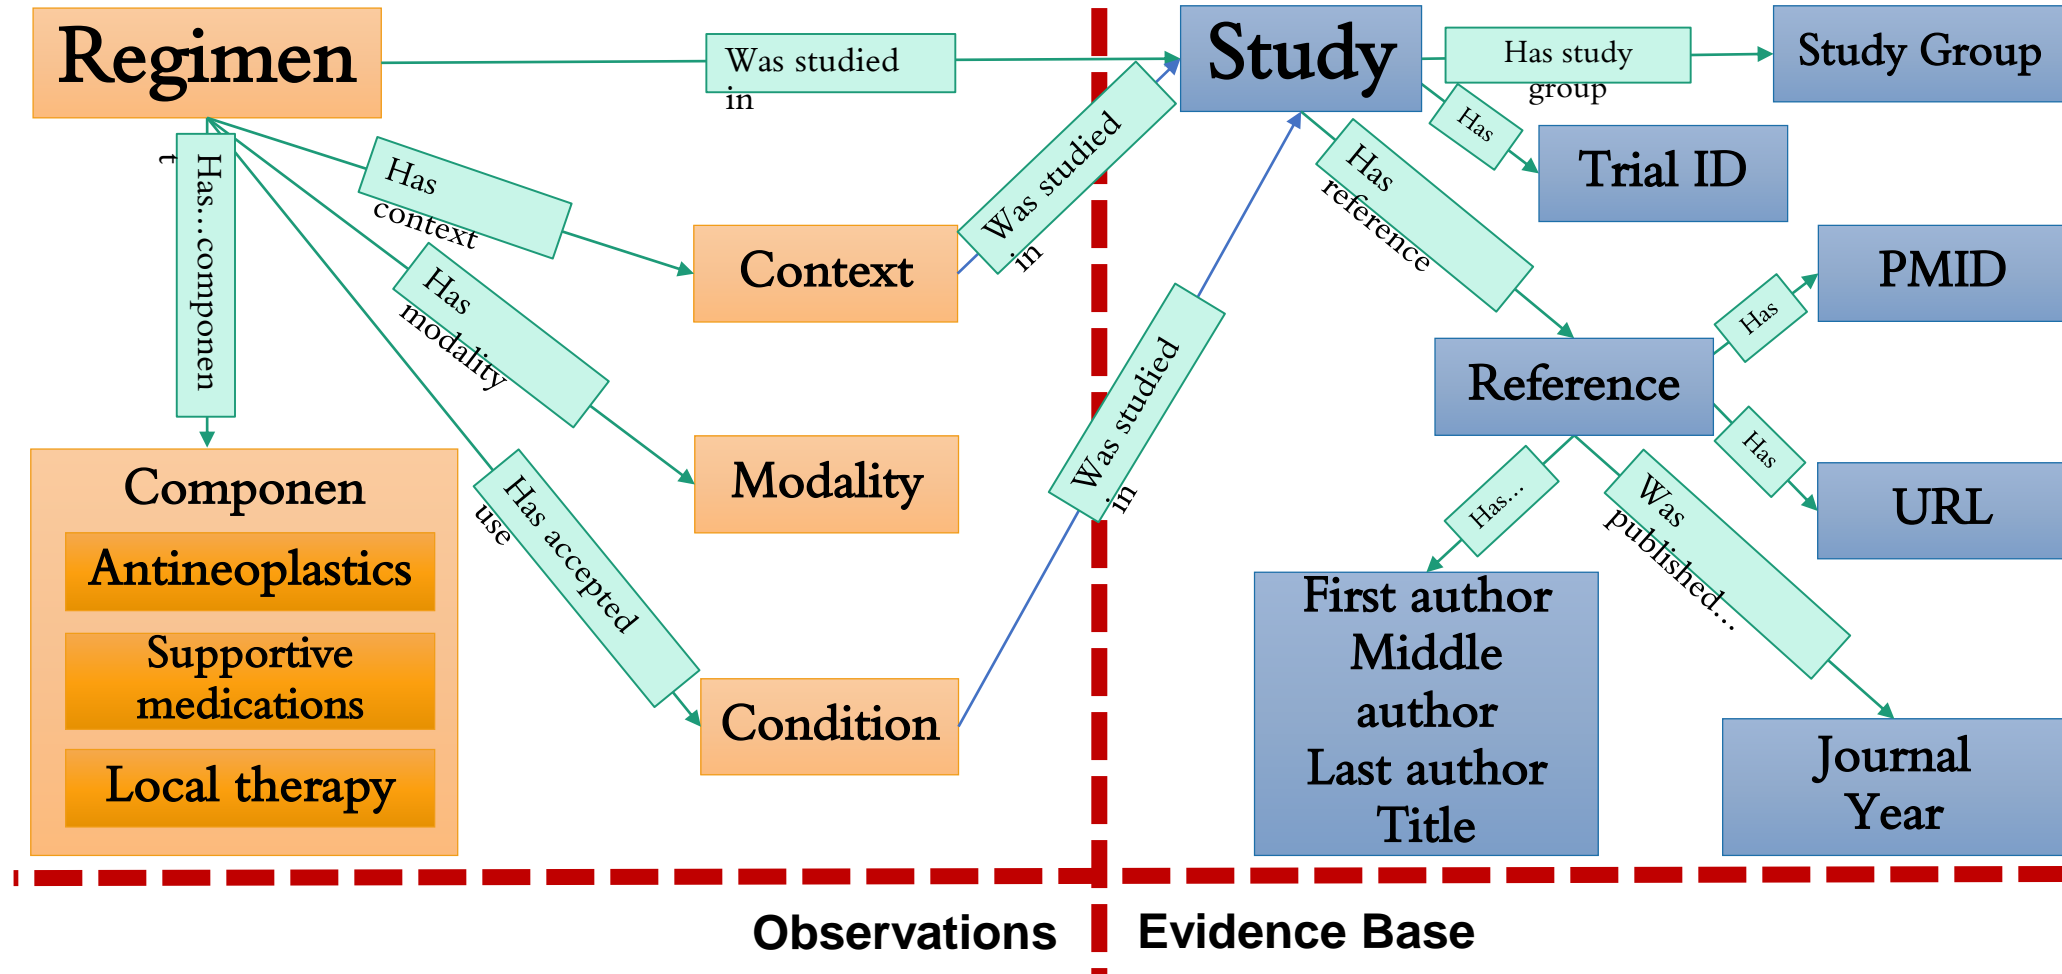 Regimen
Was studied
in
Study
Has study
group
Study Group
Has
Trial ID
Has...componen
t
Has
context
Has
modality
Has accepted
use
Context
Was studied
in
Modality
Condition
Was studied
in
Componen
Antineoplastics
Supportive
medications
Local therapy
Has
reference
Reference
Has
PMID
Has
URL
Has...
First author
Middle
author
Last author
Title
Was
published...
Journal
Year
Observations
Evidence Base